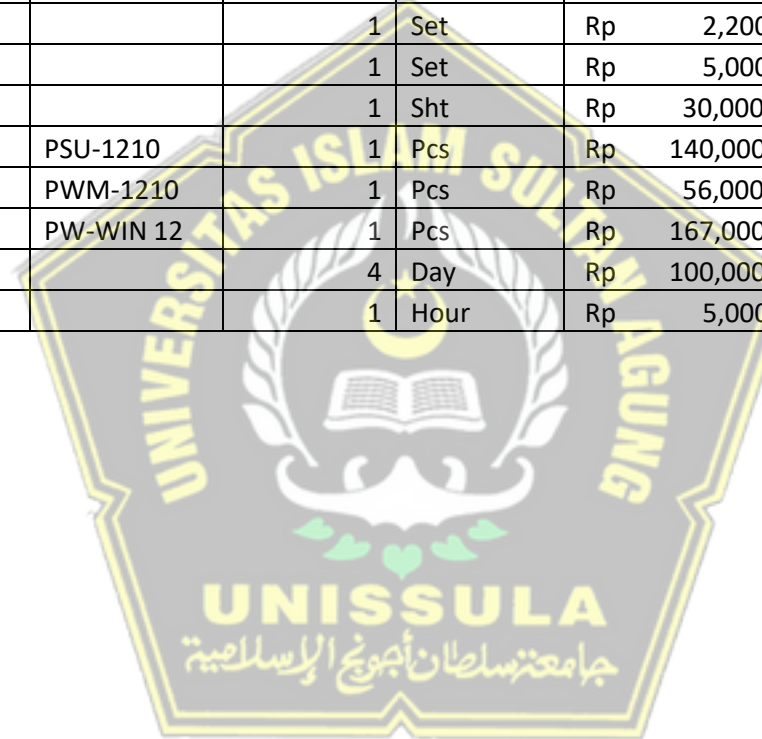 1 Set Rp 2,200
1 Set Rp 5,000
1 Sht Rp 30,000
PSU-1210 1 Pcs Rp 140,000
PWM-1210 1 Pcs Rp 56,000
PW-WIN 12 1 Pcs Rp 167,000
4 Day Rp 100,000
1 Hour Rp 5,000
UNIVERSITAS ISLAM SULTAN AGUNG
UNISSULA
جامعتنسلطان أجونج الإسلامية